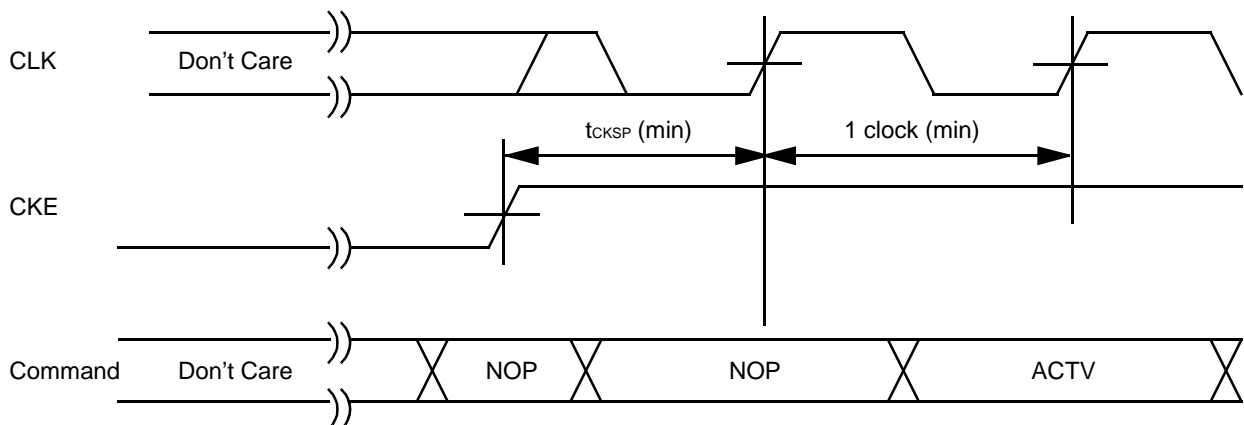 CLK Don't Care
tCKSP (min) 1 clock (min)
CKE
Command Don't Care NOP NOP ACTV